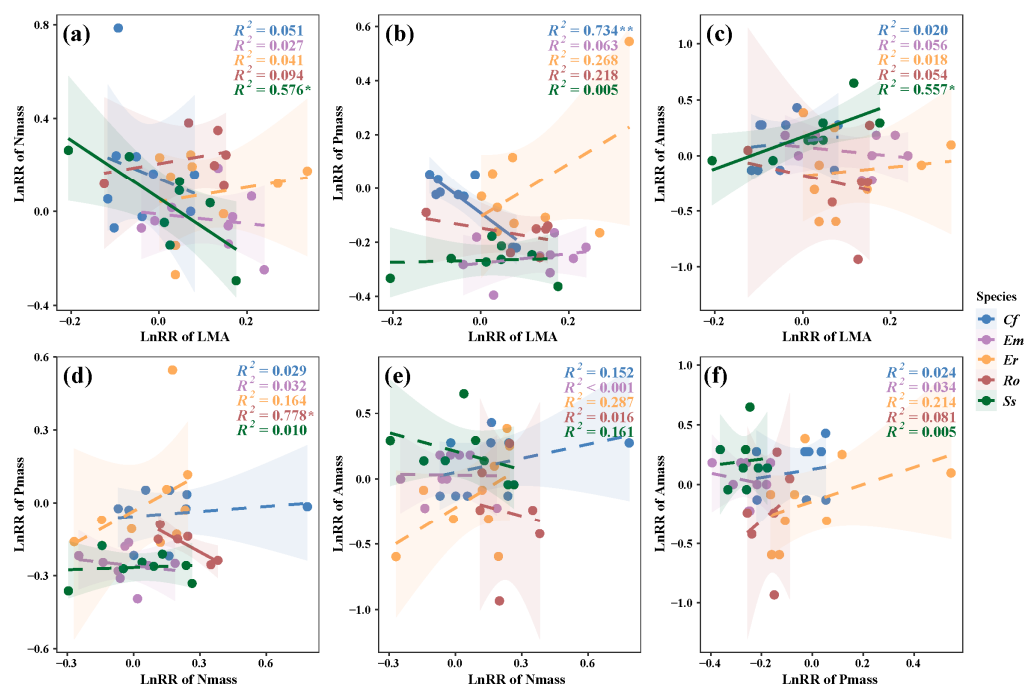 (a)
R² = 0.051
R² = 0.027
R² = 0.041
R² = 0.094
R² = 0.576*
0.8
0.4
0.0
−0.4
LnRR of Nmass
−0.2
0.0
0.2
LnRR of LMA
(b)
R² = 0.734**
R² = 0.063
R² = 0.268
R² = 0.218
R² = 0.005
0.6
0.4
0.2
0.0
−0.2
−0.4
LnRR of Pmass
−0.2
0.0
0.2
LnRR of LMA
(c)
R² = 0.020
R² = 0.056
R² = 0.018
R² = 0.054
R² = 0.557*
1.0
0.5
0.0
−0.5
−1.0
LnRR of Amass
−0.2
0.0
0.2
LnRR of LMA
(d)
R² = 0.029
R² = 0.032
R² = 0.164
R² = 0.778*
R² = 0.010
0.6
0.3
0.0
−0.3
−0.6
LnRR of Pmass
−0.3
0.0
0.3
0.6
LnRR of Nmass
(e)
R² = 0.152
R² < 0.001
R² = 0.287
R² = 0.016
R² = 0.161
0.5
0.0
−0.5
−1.0
LnRR of Amass
−0.3
0.0
0.3
0.6
LnRR of Nmass
(f)
R² = 0.024
R² = 0.034
R² = 0.214
R² = 0.081
R² = 0.005
1.0
0.5
0.0
−0.5
−1.0
LnRR of Amass
−0.4
−0.2
0.0
0.2
0.4
LnRR of Pmass
Species
Cf
Em
Er
Ro
Ss